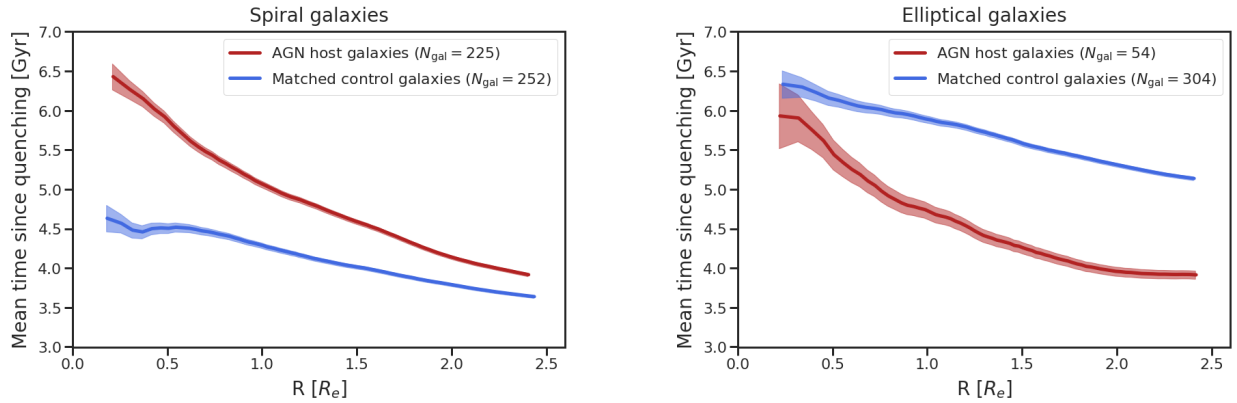 Spiral galaxies
Mean time since quenching [Gyr]
7.0
6.5
6.0
5.5
5.0
4.5
4.0
3.5
3.0
AGN host galaxies (N_gal = 225)
Matched control galaxies (N_gal = 252)
0.0 0.5 1.0 1.5 2.0 2.5
R [R_e]
Elliptical galaxies
Mean time since quenching [Gyr]
7.0
6.5
6.0
5.5
5.0
4.5
4.0
3.5
3.0
AGN host galaxies (N_gal = 54)
Matched control galaxies (N_gal = 304)
0.0 0.5 1.0 1.5 2.0 2.5
R [R_e]